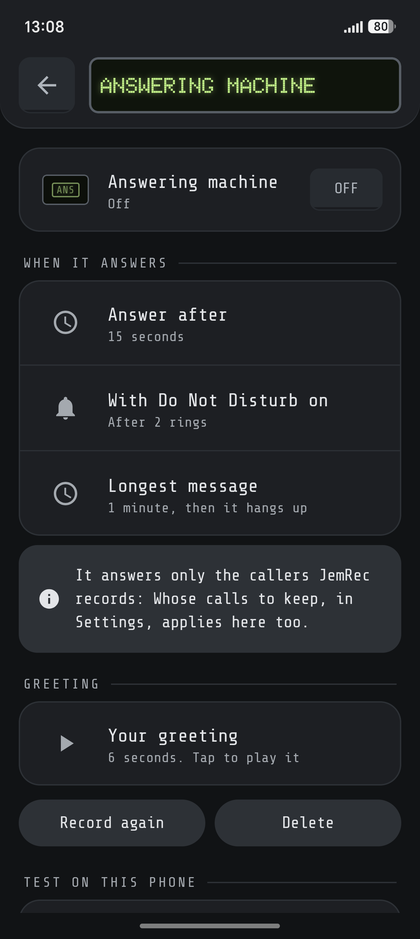 13:08
80
ANSWERING MACHINE
ANS
Answering machine
Off
OFF
WHEN IT ANSWERS
Answer after
15 seconds
With Do Not Disturb on
After 2 rings
Longest message
1 minute, then it hangs up
It answers only the callers JemRec
records: Whose calls to keep, in
Settings, applies here too.
GREETING
Your greeting
6 seconds. Tap to play it
Record again
Delete
TEST ON THIS PHONE